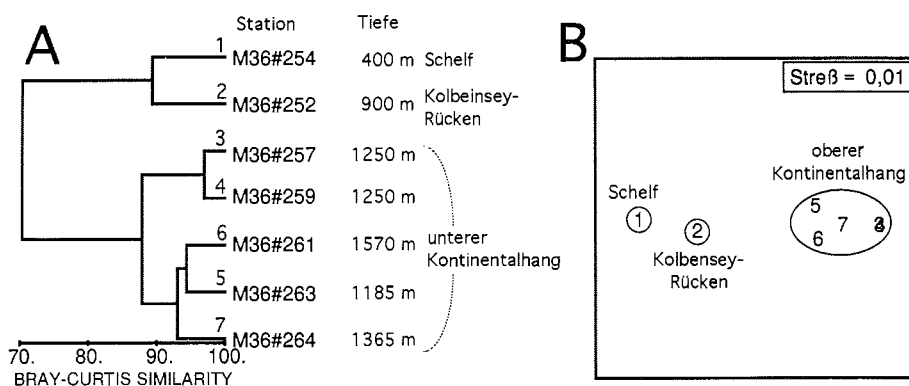 A
Station Tiefe
1 M36#254 400 m Schelf
2 M36#252 900 m Kolbeinsey-
Rücken
3 M36#257 1250 m
4 M36#259 1250 m
6 M36#261 1570 m unterer
Kontinentalhang
5 M36#263 1185 m
7 M36#264 1365 m
70. 80. 90. 100.
BRAY-CURTIS SIMILARITY
B
Streß = 0,01
oberer
Kontinentalhang
Schelf
1
2
Kolbensey-
Rücken
5
7
6
3
4